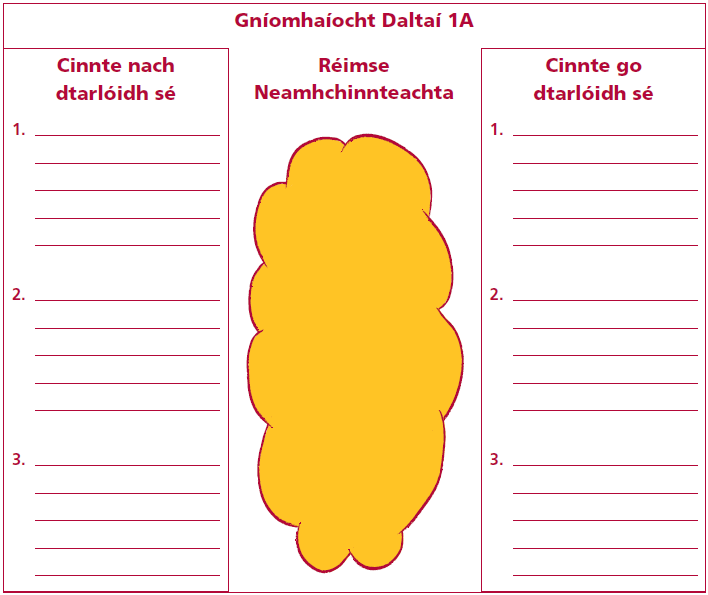 Gníomhaíocht Daltaí 1A
Cinnte nach
dtarlóidh sé
1.
2.
3.
Réimse
Neamhchinnteachta
Cinnte go
dtarlóidh sé
1.
2.
3.